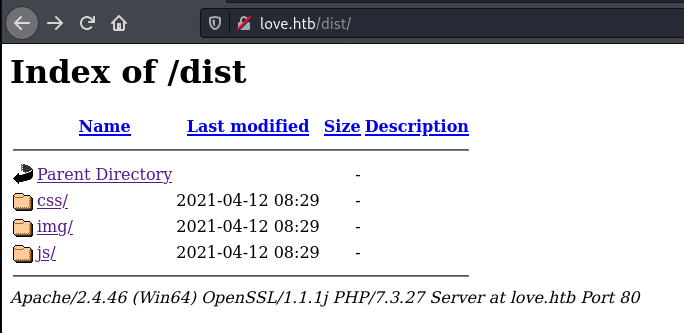 love.htb/dist/
Index of /dist
Name Last modified Size Description
Parent Directory -
css/ 2021-04-12 08:29 -
img/ 2021-04-12 08:29 -
js/ 2021-04-12 08:29 -
Apache/2.4.46 (Win64) OpenSSL/1.1.1j PHP/7.3.27 Server at love.htb Port 80